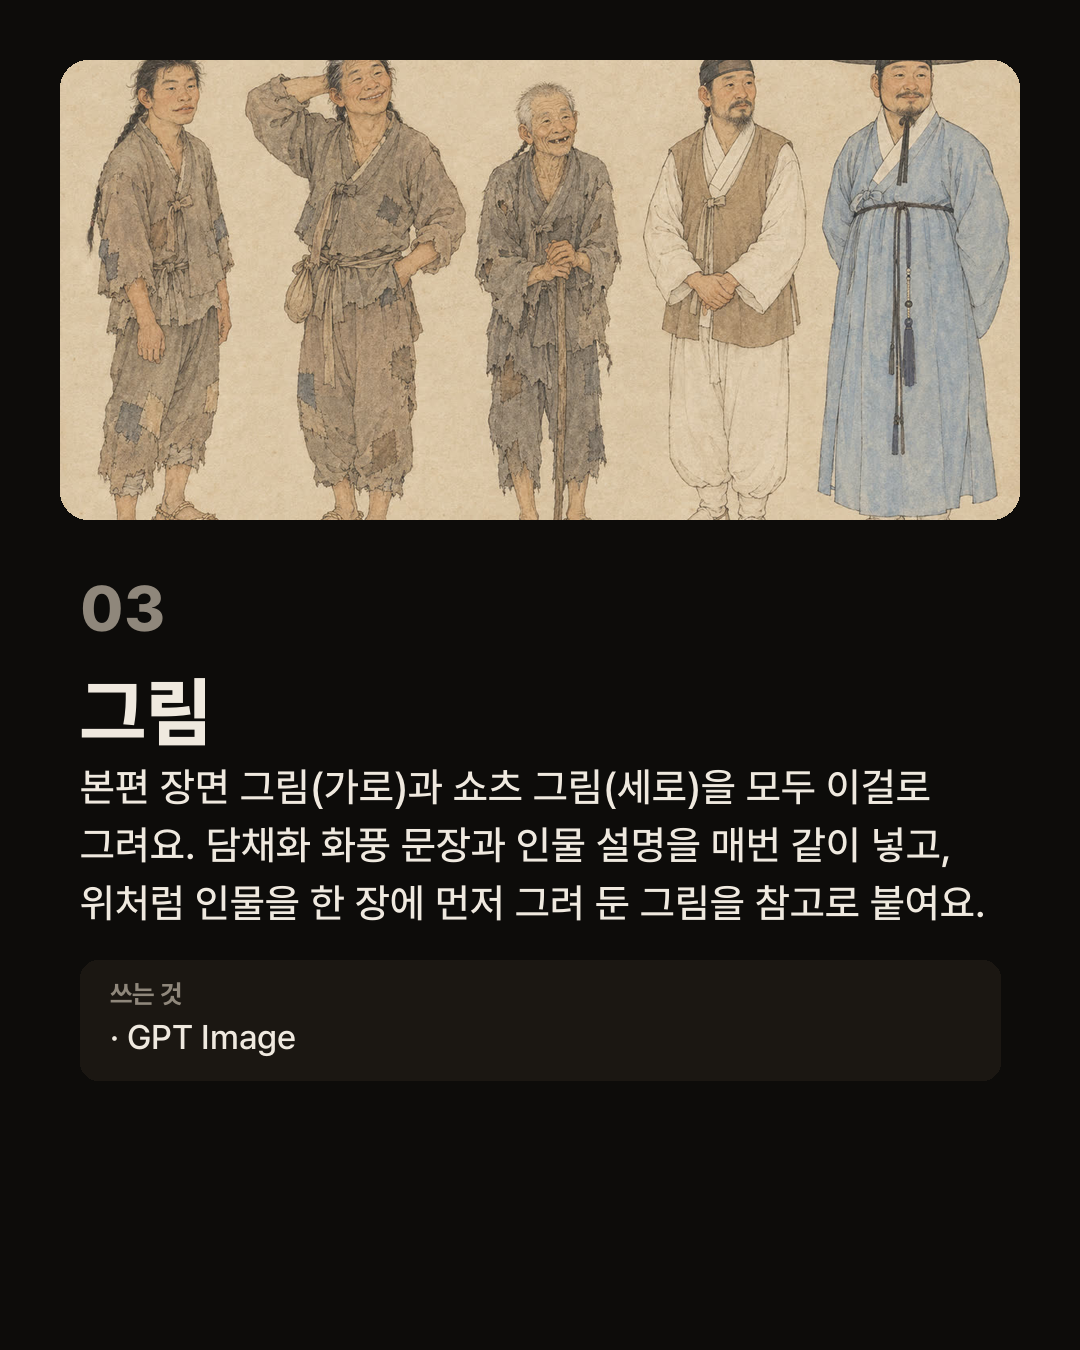 03
그림
본편 장면 그림(가로)과 쇼츠 그림(세로)을 모두 이걸로
그려요. 담채화 화풍 문장과 인물 설명을 매번 같이 넣고,
위처럼 인물을 한 장에 먼저 그려 둔 그림을 참고로 붙여요.
쓰는 것
· GPT Image